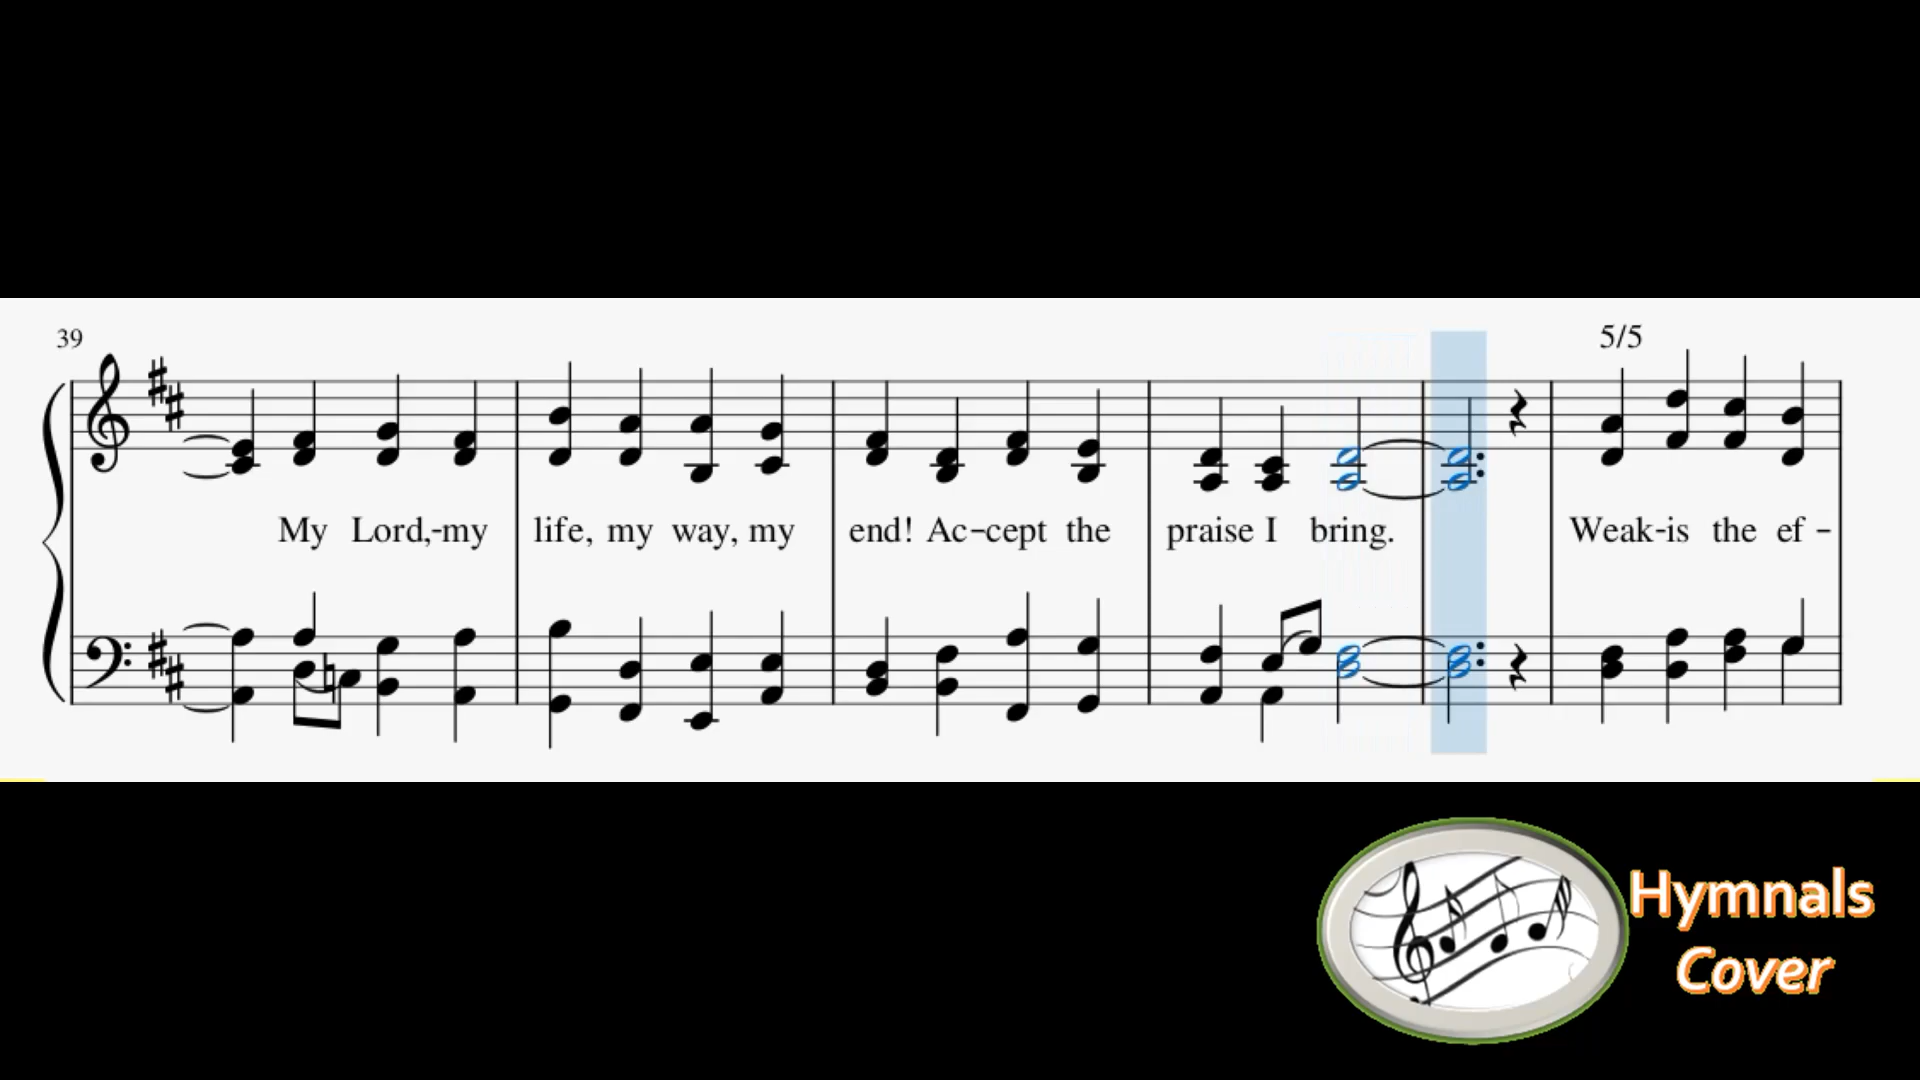 39
5/5
My Lord,-my life, my way, my end! Ac-cept the praise I bring. Weak-is the ef-
Hymnals
Cover